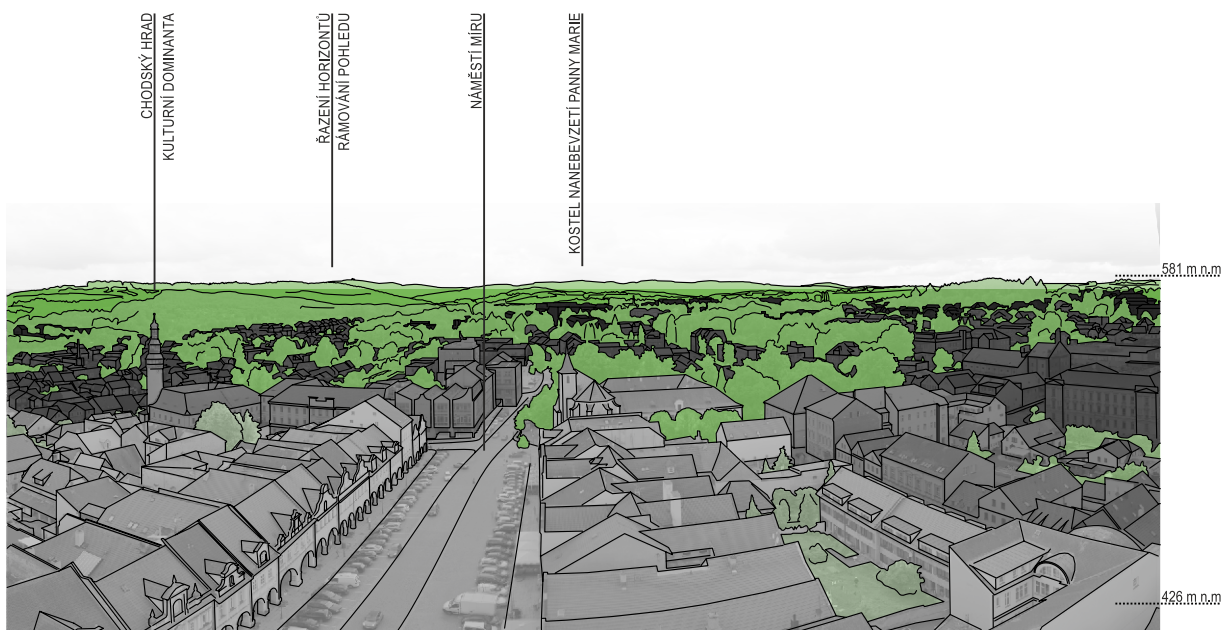 CHODSKÝ HRAD
KULTURNÍ DOMINANTA
ŘAZENÍ HORIZONTŮ
RÁMOVÁNÍ POHLEDU
NÁMĚSTÍ MÍRU
KOSTEL NANEBEVZETÍ PANNY MARIE
581 m n.m
426 m n.m